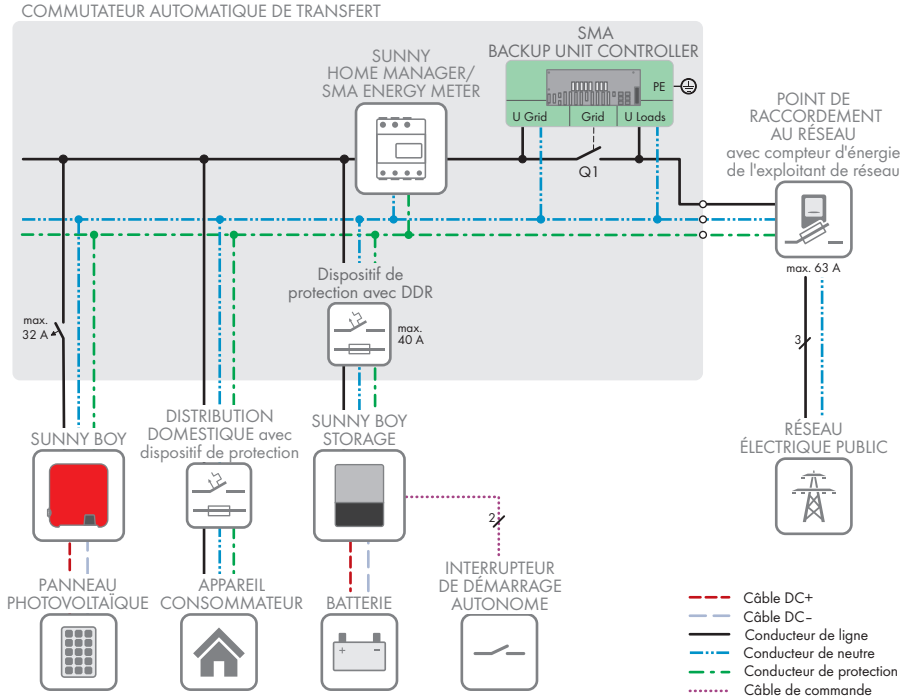 COMMUTATEUR AUTOMATIQUE DE TRANSFERT
SMA
BACKUP UNIT CONTROLLER
PE
U Grid
Grid
U Loads
Q1
SUNNY
HOME MANAGER/
SMA ENERGY METER
POINT DE
RACCORDEMENT
AU RÉSEAU
avec compteur d'énergie
de l'exploitant de réseau
max. 63 A
3
Dispositif de
protection avec DDR
max.
40 A
max.
32 A
SUNNY BOY
DISTRIBUTION
DOMESTIQUE avec
dispositif de protection
SUNNY BOY
STORAGE
2
RÉSEAU
ÉLECTRIQUE PUBLIC
PANNEAU
PHOTOVOLTAÏQUE
APPAREIL
CONSOMMATEUR
BATTERIE
+ −
INTERRUPTEUR
DE DÉMARRAGE
AUTONOME
Câble DC+
Câble DC–
Conducteur de ligne
Conducteur de neutre
Conducteur de protection
Câble de commande